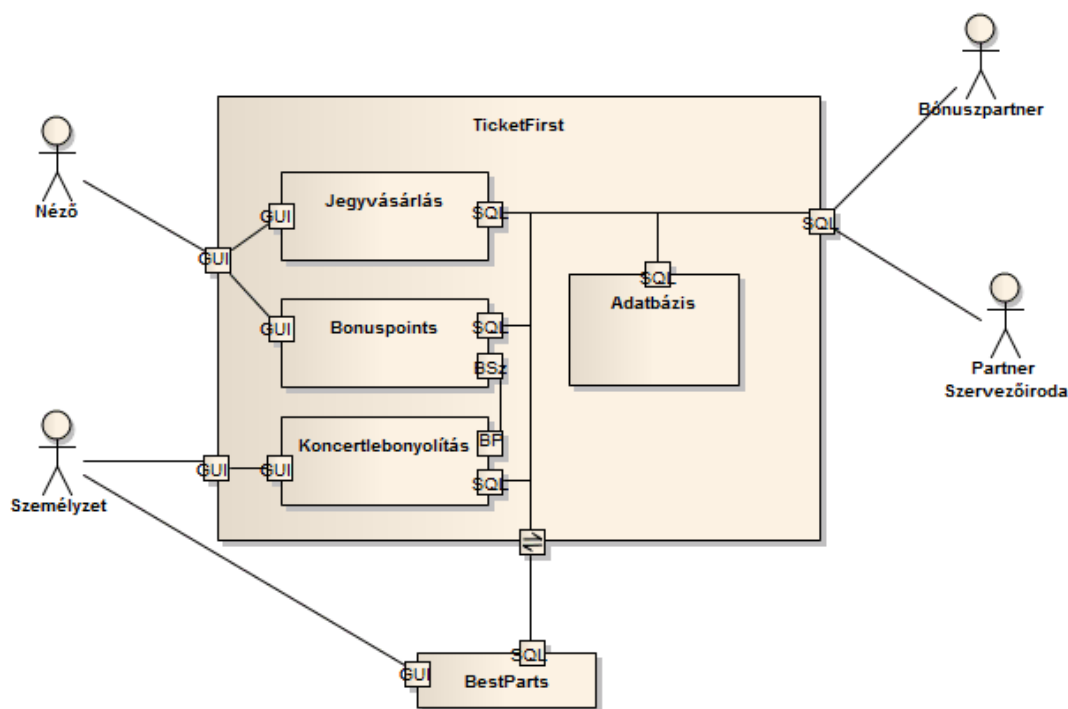 Bónuszpartner
TicketFirst
Néző
Jegyvásárlás
GUI
SQL
SQL
GUI
SQL
Adatbázis
Bonuspoints
GUI
SQL
BSz
Partner
Szervezőiroda
Koncertlebonyolítás
BP
GUI
GUI
SQL
Személyzet
SQL
GUI
BestParts